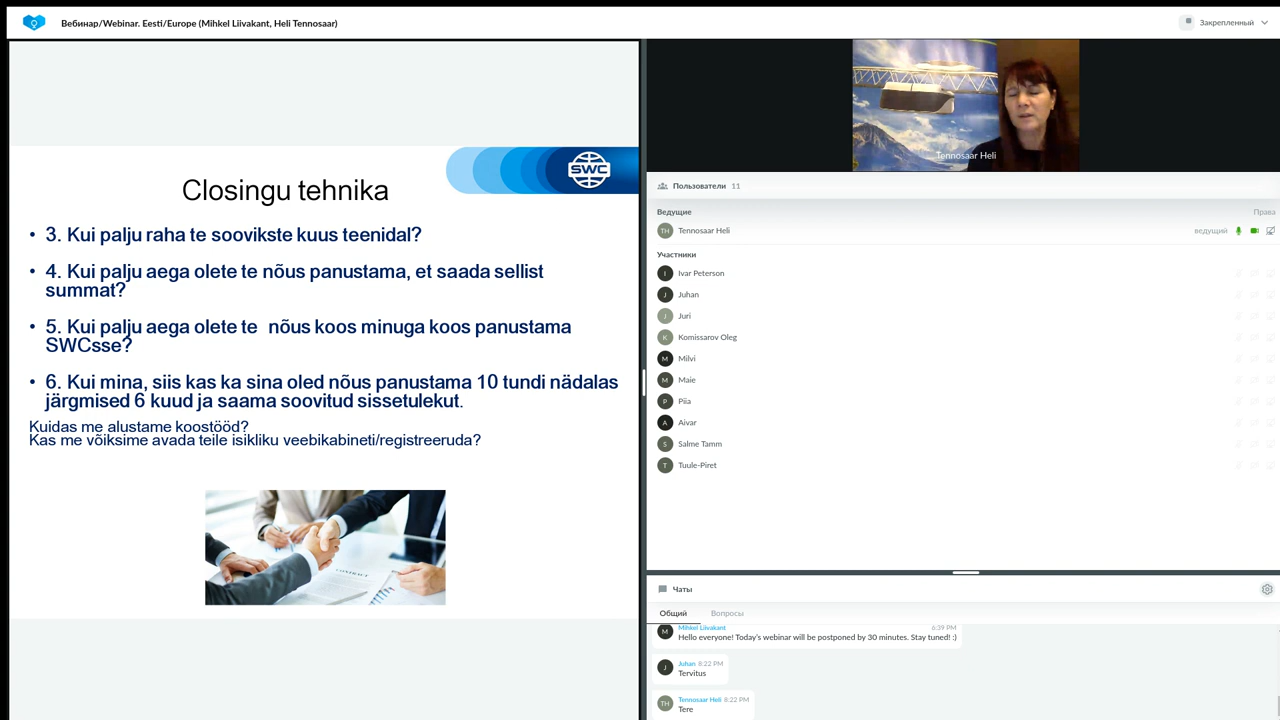 Вебинар/Webinar. Eesti/Europe (Mihkel Liivakant, Heli Tennosaar)
Закрепленный
SWC
Closingu tehnika
• 3. Kui palju raha te soovikste kuus teenidal?
• 4. Kui palju aega olete te nõus panustama, et saada sellist
summat?
• 5. Kui palju aega olete te  nõus koos minuga koos panustama
SWCsse?
• 6. Kui mina, siis kas ka sina oled nõus panustama 10 tundi nädalas
järgmised 6 kuud ja saama soovitud sissetulekut.
Kuidas me alustame koostööd?
Kas me võiksime avada teile isikliku veebikabineti/registreeruda?
CONTRACT
Tennosaar Heli
Пользователи 11
Ведущие Права
TH Tennosaar Heli ведущий
Участники
I Ivar Peterson
J Juhan
J Juri
K Komissarov Oleg
M Milvi
M Maie
P Piia
A Aivar
S Salme Tamm
T Tuule-Piret
Чаты
Общий Вопросы
M Mihkel Liivakant 6:39 PM
Hello everyone! Today's webinar will be postponed by 30 minutes. Stay tuned! :)
J Juhan 8:22 PM
Tervitus
TH Tennosaar Heli 8:22 PM
Tere